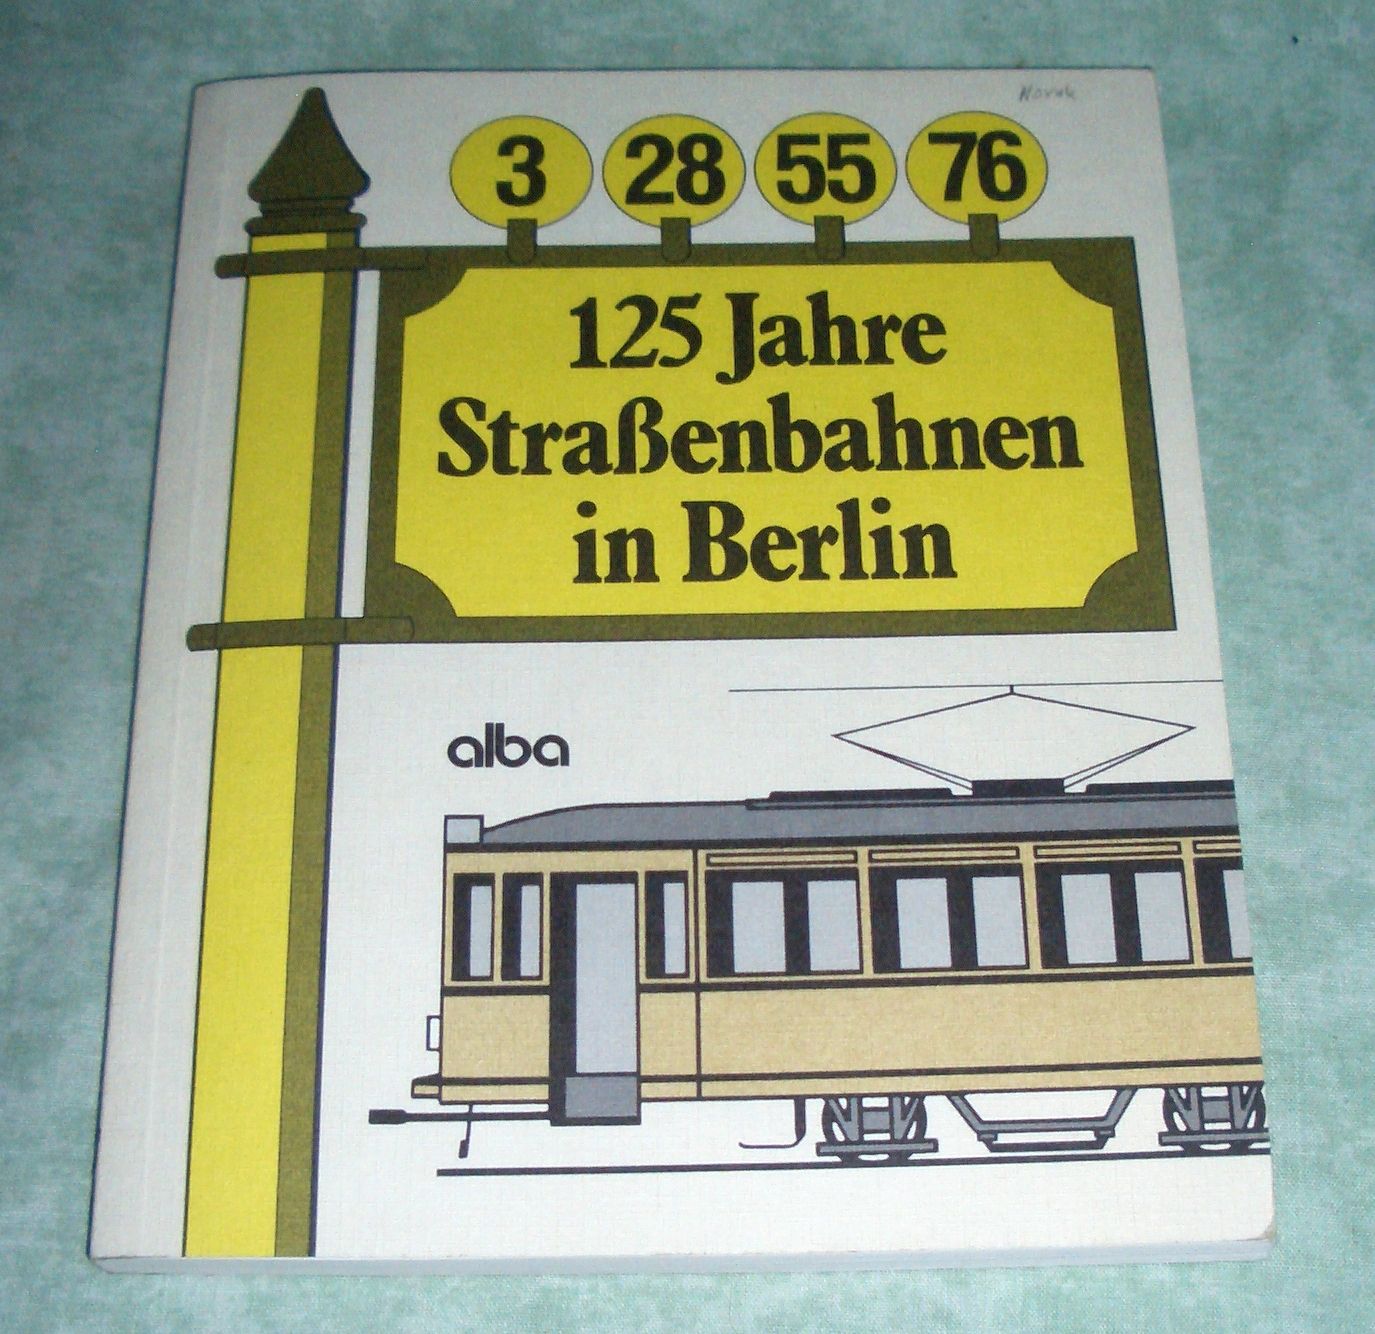 3 28 55 76
125 Jahre
Straßenbahnen
in Berlin
alba